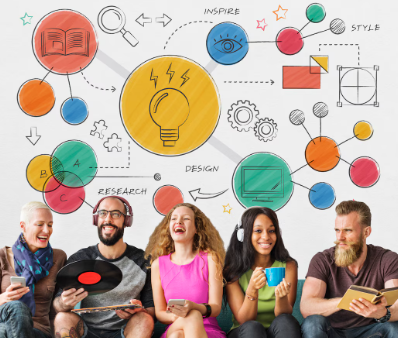 INSPIRE
STYLE
A
B
C
DESIGN
RESEARCH